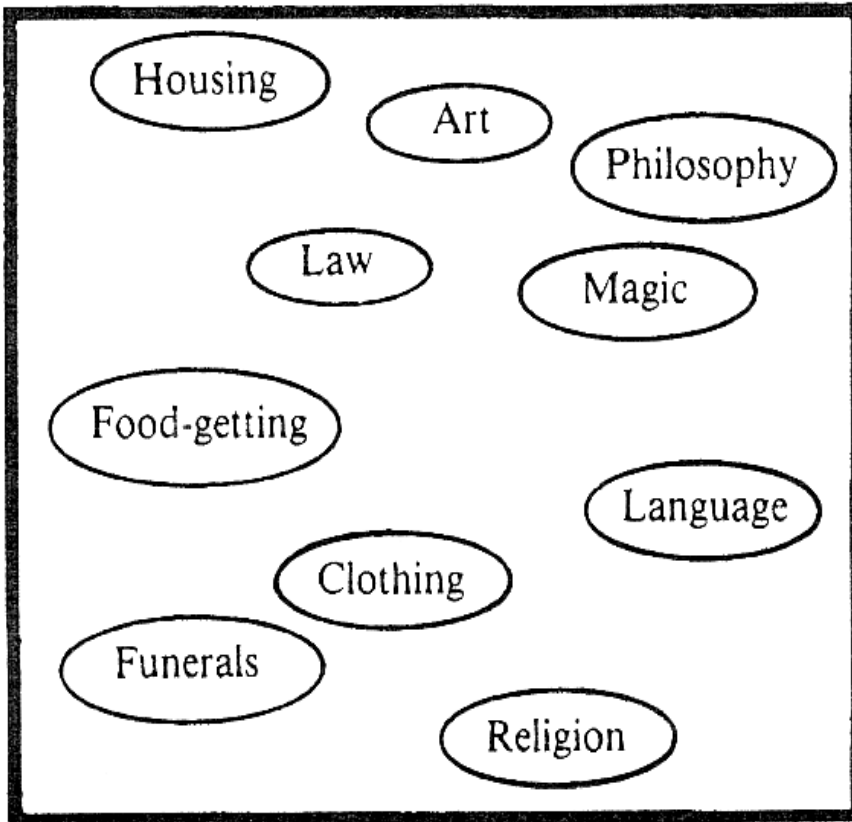 Housing
Art
Philosophy
Law
Magic
Food-getting
Language
Clothing
Funerals
Religion